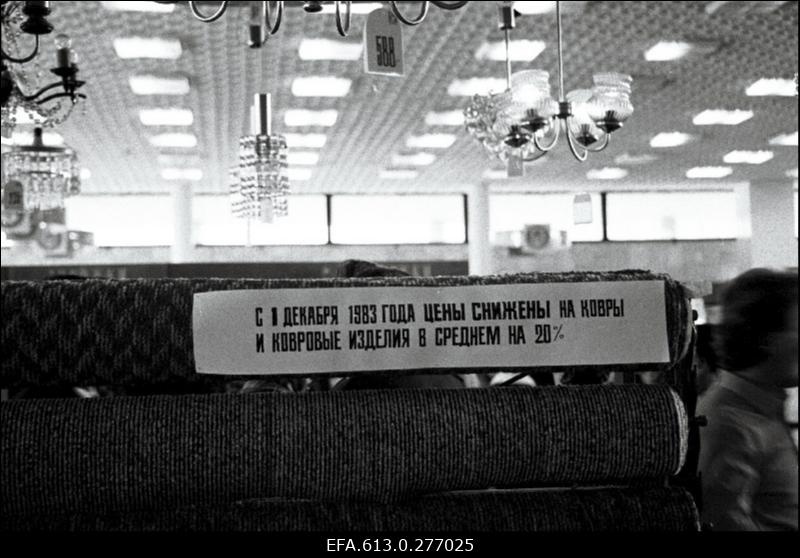 588
С 1 ДЕКАБРЯ 1983 ГОДА ЦЕНЫ СНИЖЕНЫ НА КОВРЫ
И КОВРОВЫЕ ИЗДЕЛИЯ В СРЕДНЕМ НА 20%
EFA.613.0.277025